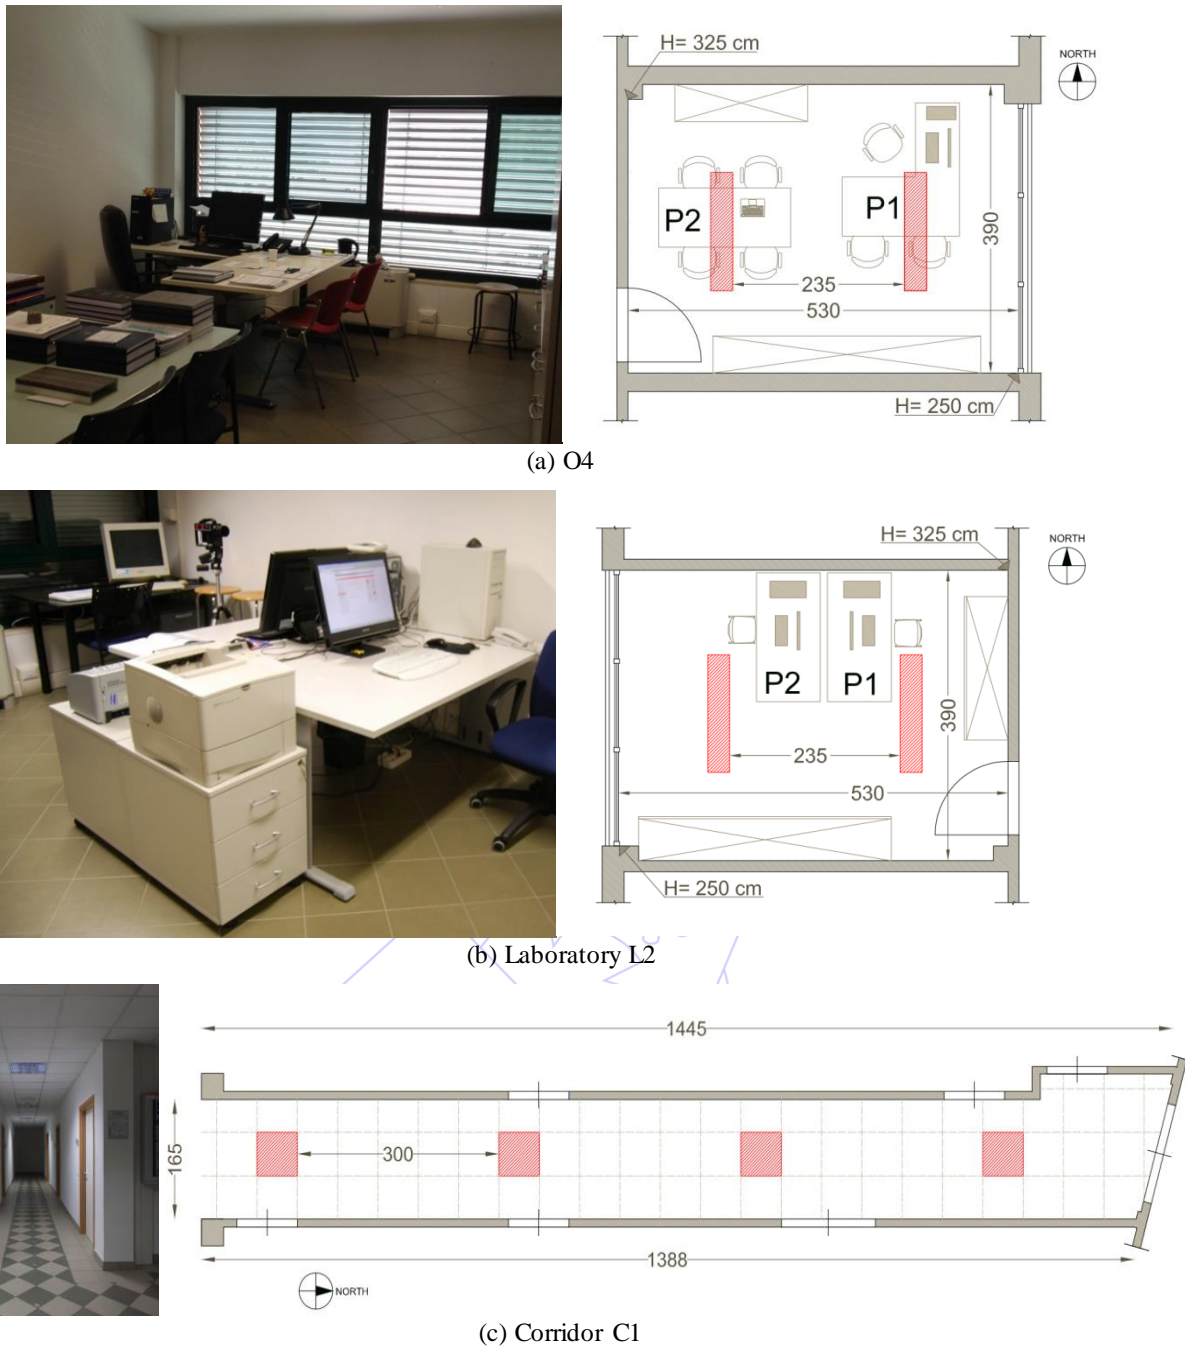 H= 325 cm
NORTH
P2
P1
390
235
530
H= 250 cm
(a) O4
H= 325 cm
NORTH
P2
P1
390
235
530
H= 250 cm
(b) Laboratory L2
1445
165
300
1388
NORTH
(c) Corridor C1